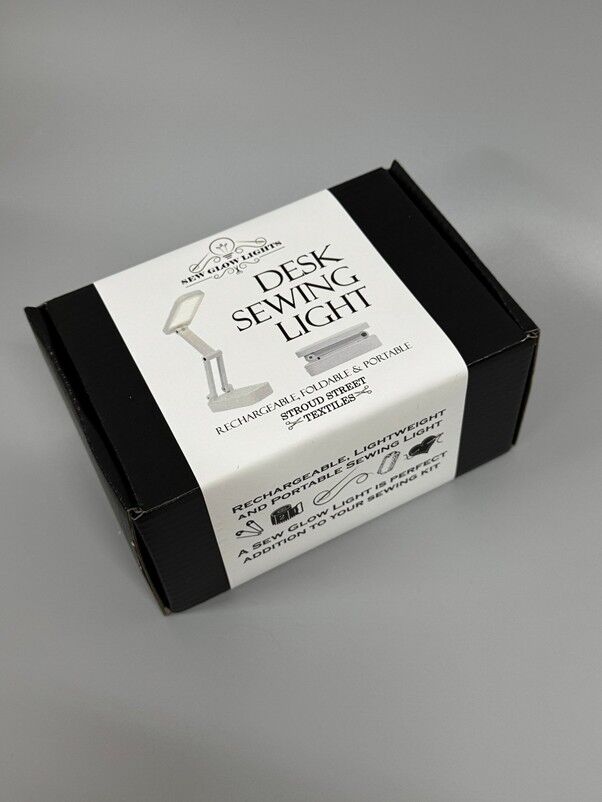 SEW GLOW LIGHTS
DESK
SEWING
LIGHT
RECHARGEABLE, FOLDABLE & PORTABLE
STROUD STREET
TEXTILES
RECHARGEABLE, LIGHTWEIGHT
AND PORTABLE SEWING LIGHT
A SEW GLOW LIGHT IS PERFECT
ADDITION TO YOUR SEWING KIT